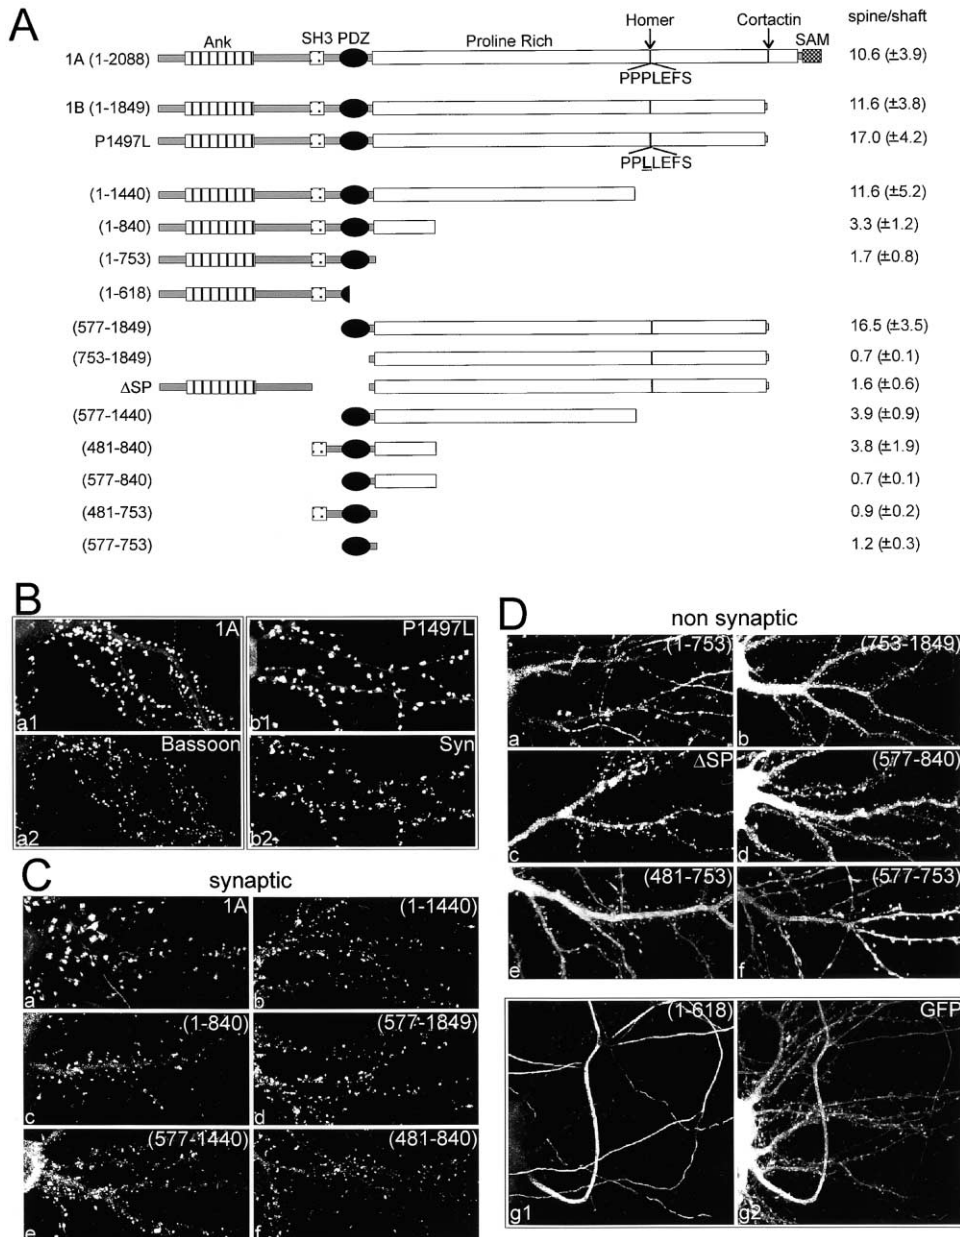 A
Homer Cortactin spine/shaft
Ank SH3 PDZ Proline Rich SAM
1A (1-2088) 10.6 (±3.9)
PPPLEFS
1B (1-1849) 11.6 (±3.8)
P1497L 17.0 (±4.2)
PPLLEFS
(1-1440) 11.6 (±5.2)
(1-840) 3.3 (±1.2)
(1-753) 1.7 (±0.8)
(1-618)
(577-1849) 16.5 (±3.5)
(753-1849) 0.7 (±0.1)
ΔSP 1.6 (±0.6)
(577-1440) 3.9 (±0.9)
(481-840) 3.8 (±1.9)
(577-840) 0.7 (±0.1)
(481-753) 0.9 (±0.2)
(577-753) 1.2 (±0.3)
B
1A P1497L
a1 b1
Bassoon Syn
a2 b2
C
synaptic
1A (1-1440)
a b
(1-840) (577-1849)
c d
(577-1440) (481-840)
e f
D
non synaptic
(1-753) (753-1849)
a b
ΔSP (577-840)
c d
(481-753) (577-753)
e f
(1-618) GFP
g1 g2